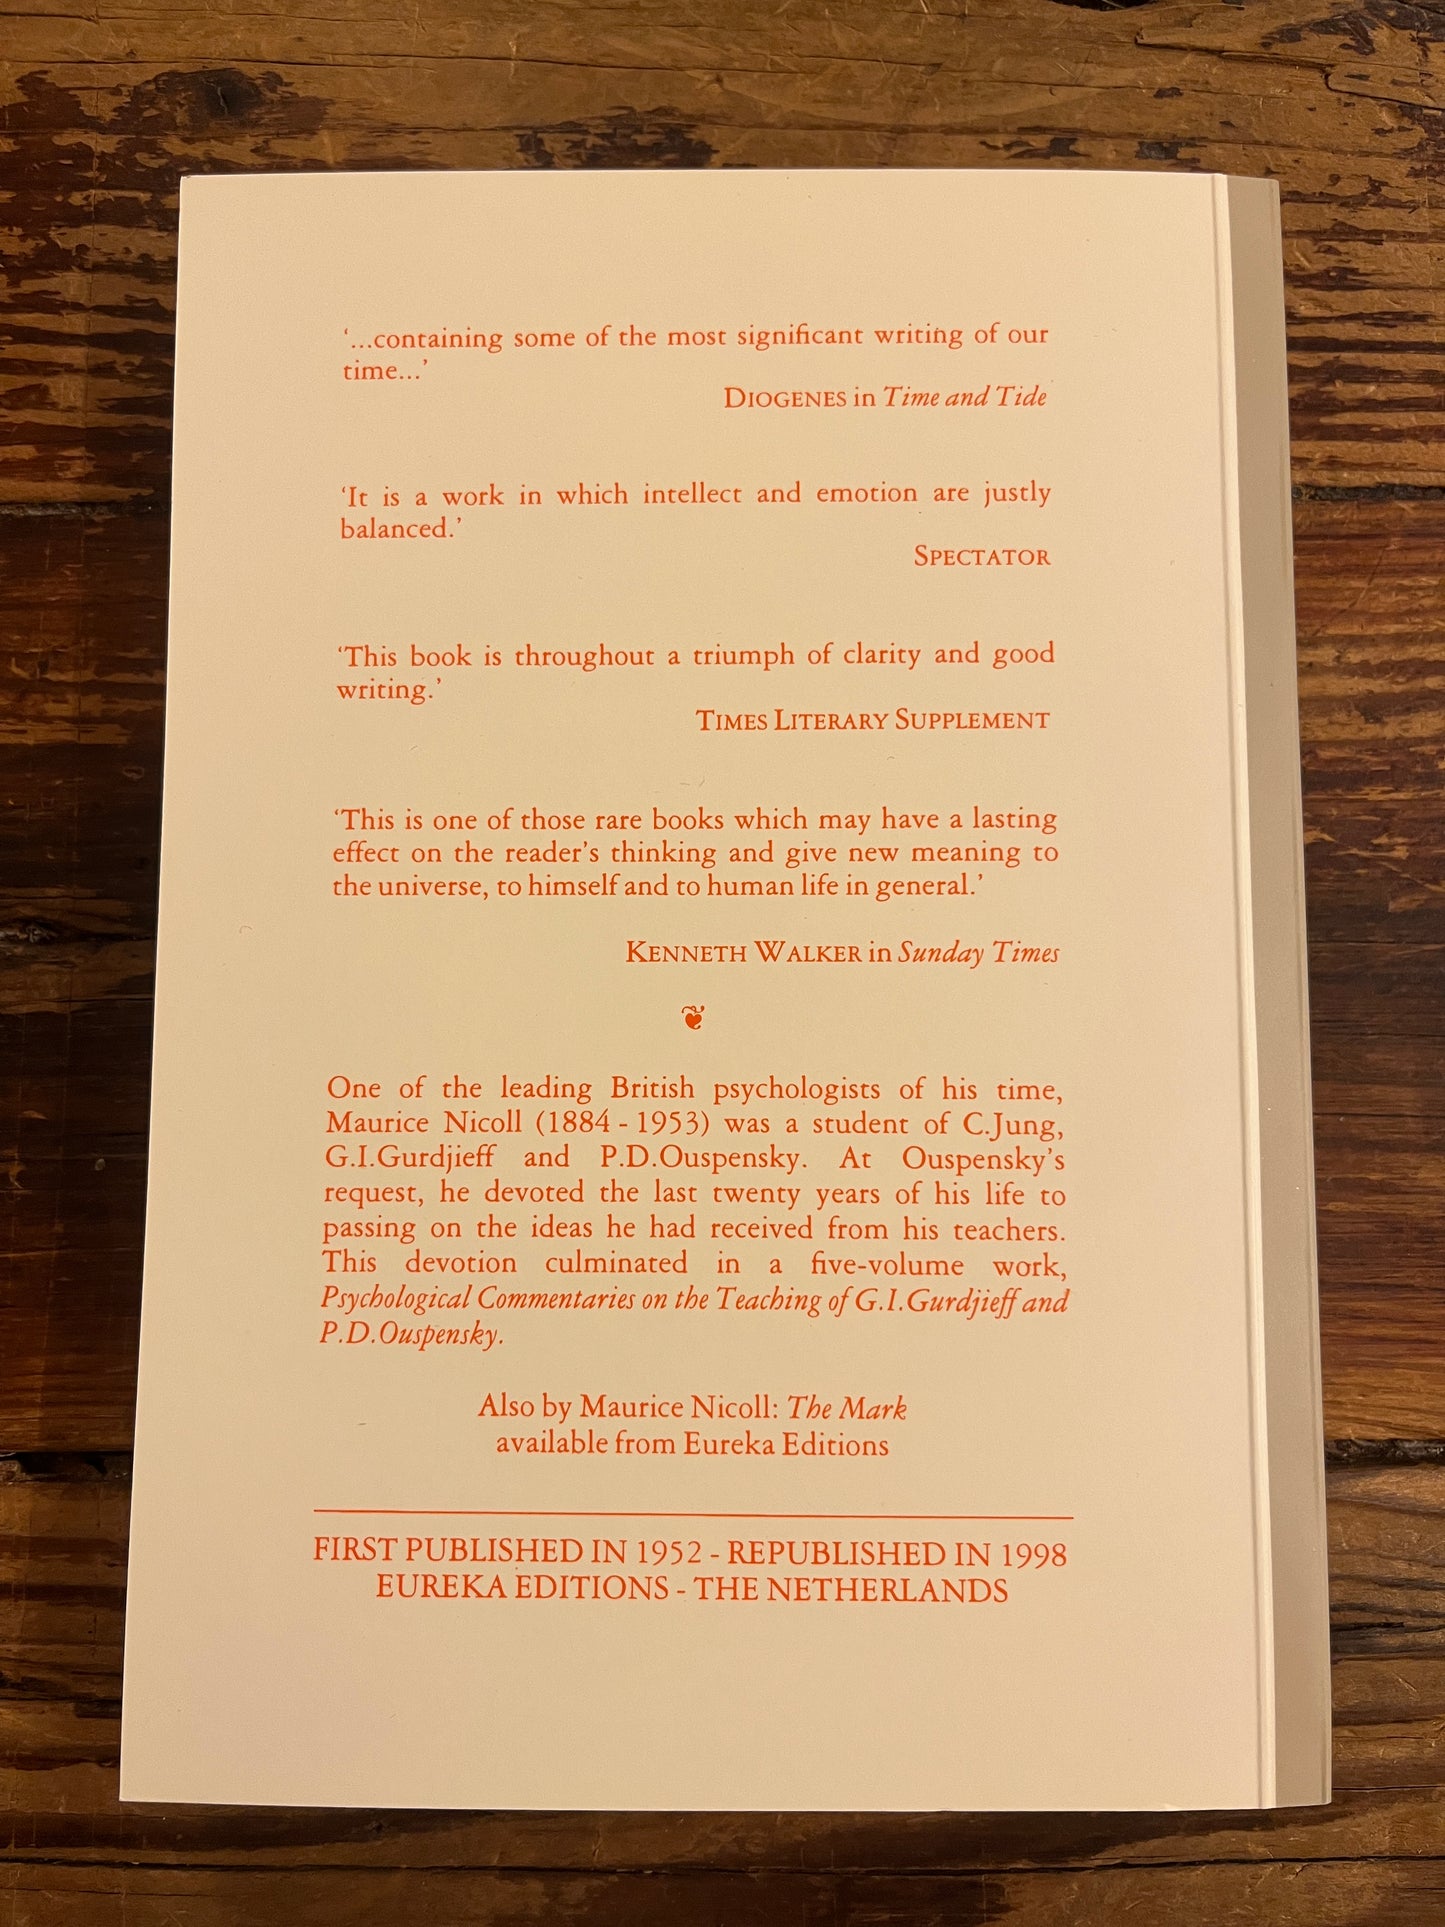 ‘...containing some of the most significant writing of our
time...’
DIOGENES in Time and Tide
‘It is a work in which intellect and emotion are justly
balanced.’
SPECTATOR
‘This book is throughout a triumph of clarity and good
writing.’
TIMES LITERARY SUPPLEMENT
‘This is one of those rare books which may have a lasting
effect on the reader’s thinking and give new meaning to
the universe, to himself and to human life in general.’
KENNETH WALKER in Sunday Times
❦
One of the leading British psychologists of his time,
Maurice Nicoll (1884 - 1953) was a student of C.Jung,
G.I.Gurdjieff and P.D.Ouspensky. At Ouspensky’s
request, he devoted the last twenty years of his life to
passing on the ideas he had received from his teachers.
This devotion culminated in a five-volume work,
Psychological Commentaries on the Teaching of G.I.Gurdjieff and
P.D.Ouspensky.
Also by Maurice Nicoll: The Mark
available from Eureka Editions
FIRST PUBLISHED IN 1952 - REPUBLISHED IN 1998
EUREKA EDITIONS - THE NETHERLANDS